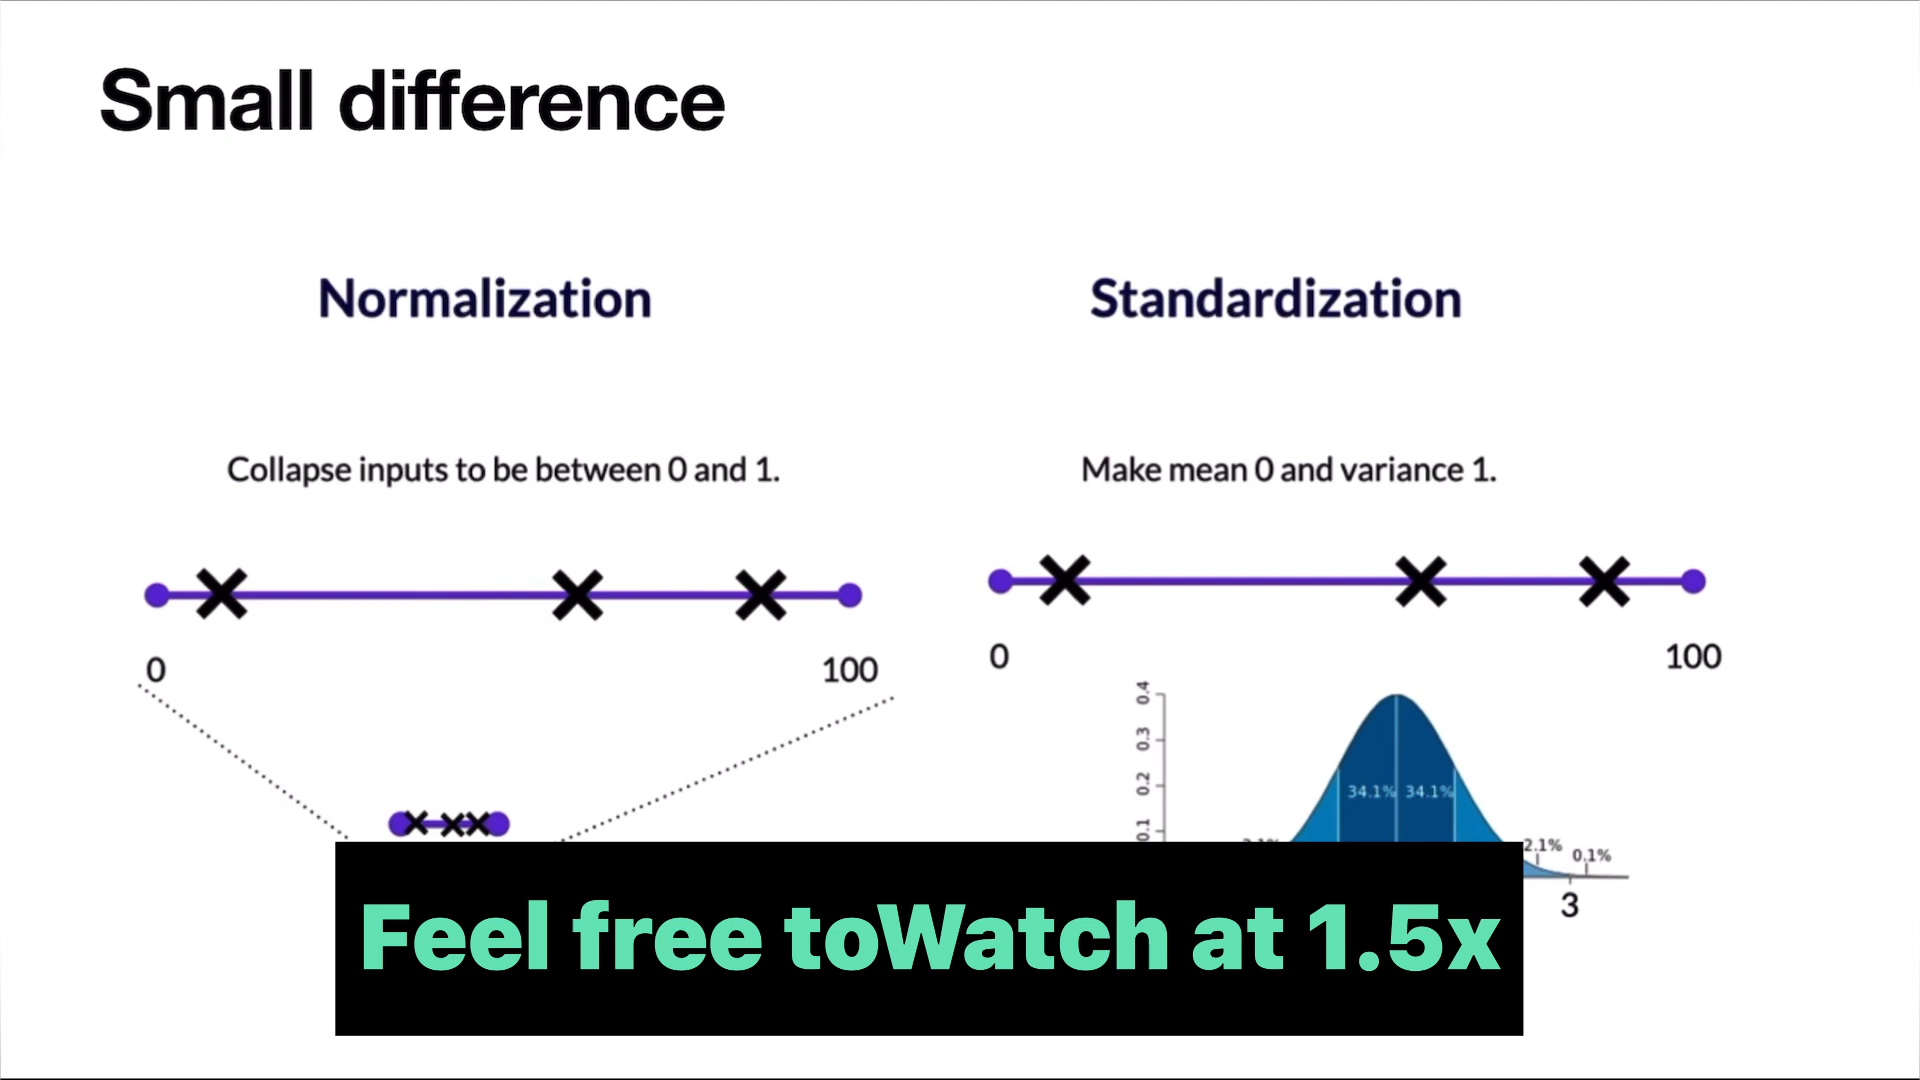 Small difference
Normalization
Standardization
Collapse inputs to be between 0 and 1.
Make mean 0 and variance 1.
0
100
0
100
0.4
0.3
0.2
0.1
34.1%
34.1%
2.1%
0.1%
3
Feel free toWatch at 1.5x